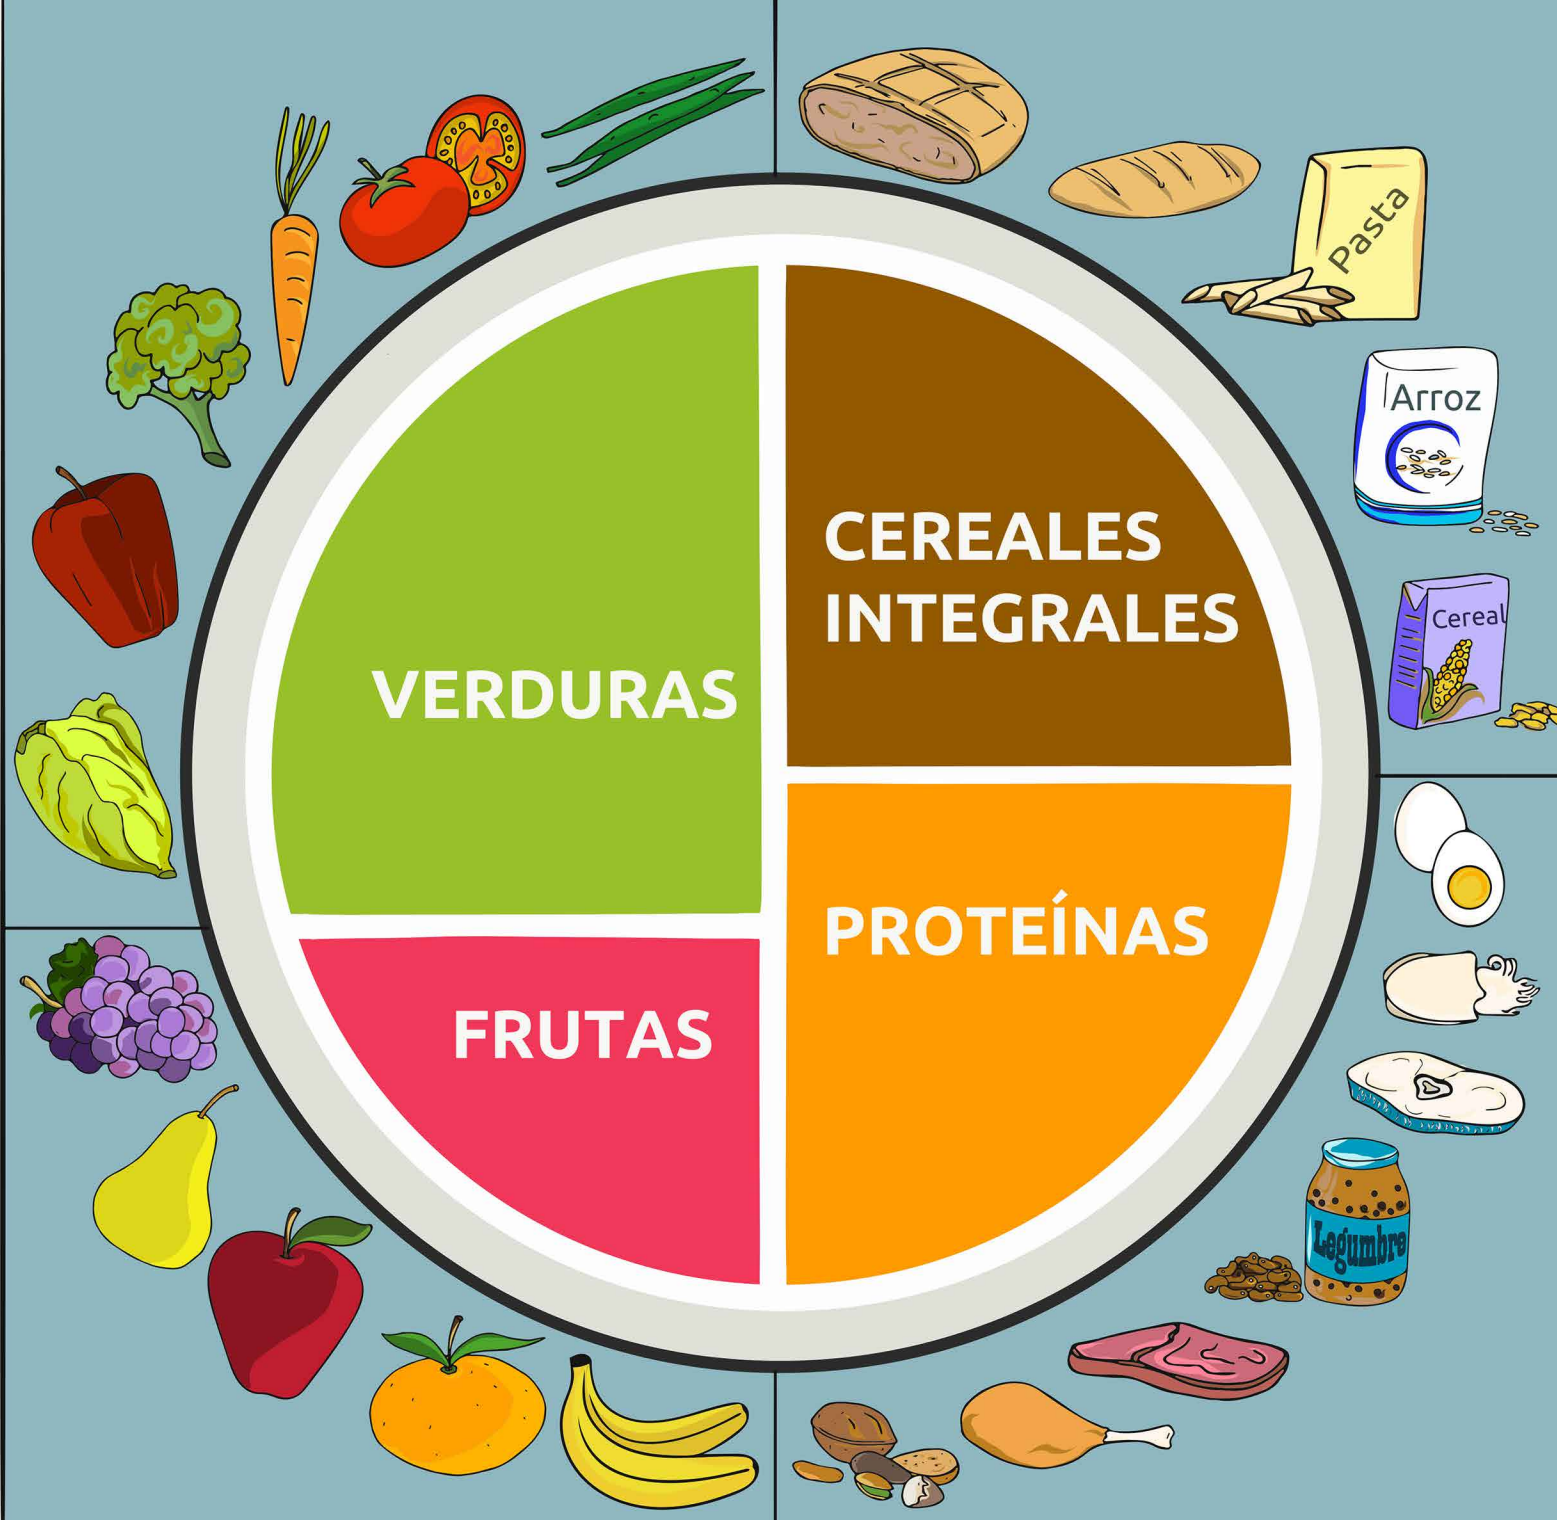 Pasta
Arroz
CEREALES
INTEGRALES
Cereal
VERDURAS
PROTEÍNAS
FRUTAS
Legumbre